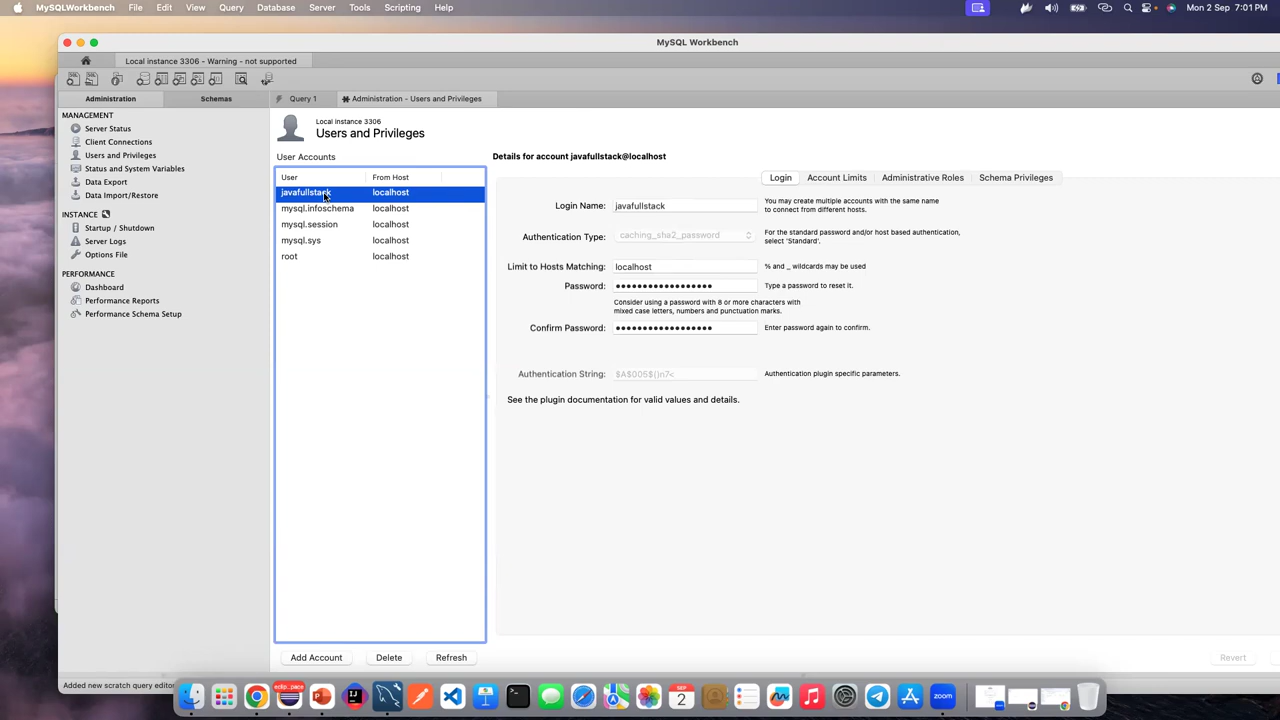 MySQLWorkbench File Edit View Query Database Server Tools Scripting Help Mon 2 Sep 7:01 PM
MySQL Workbench
Local instance 3306 - Warning - not supported
Administration Schemas Query 1 Administration - Users and Privileges
MANAGEMENT
Server Status
Client Connections
Users and Privileges
Status and System Variables
Data Export
Data Import/Restore
INSTANCE
Startup / Shutdown
Server Logs
Options File
PERFORMANCE
Dashboard
Performance Reports
Performance Schema Setup
Local instance 3306
Users and Privileges
User Accounts
User From Host
javafullstack localhost
mysql.infoschema localhost
mysql.session localhost
mysql.sys localhost
root localhost
Add Account Delete Refresh
Details for account javafullstack@localhost
Login Account Limits Administrative Roles Schema Privileges
Login Name: javafullstack
You may create multiple accounts with the same name
to connect from different hosts.
Authentication Type: caching_sha2_password
For the standard password and/or host based authentication,
select 'Standard'.
Limit to Hosts Matching: localhost % and _ wildcards may be used
Password: •••••••••••••••••• Type a password to reset it.
Consider using a password with 8 or more characters with
mixed case letters, numbers and punctuation marks.
Confirm Password: •••••••••••••••••• Enter password again to confirm.
Authentication String: Authentication plugin specific parameters.
See the plugin documentation for valid values and details.
Revert
Added new scratch query editor
SEP
2
zoom